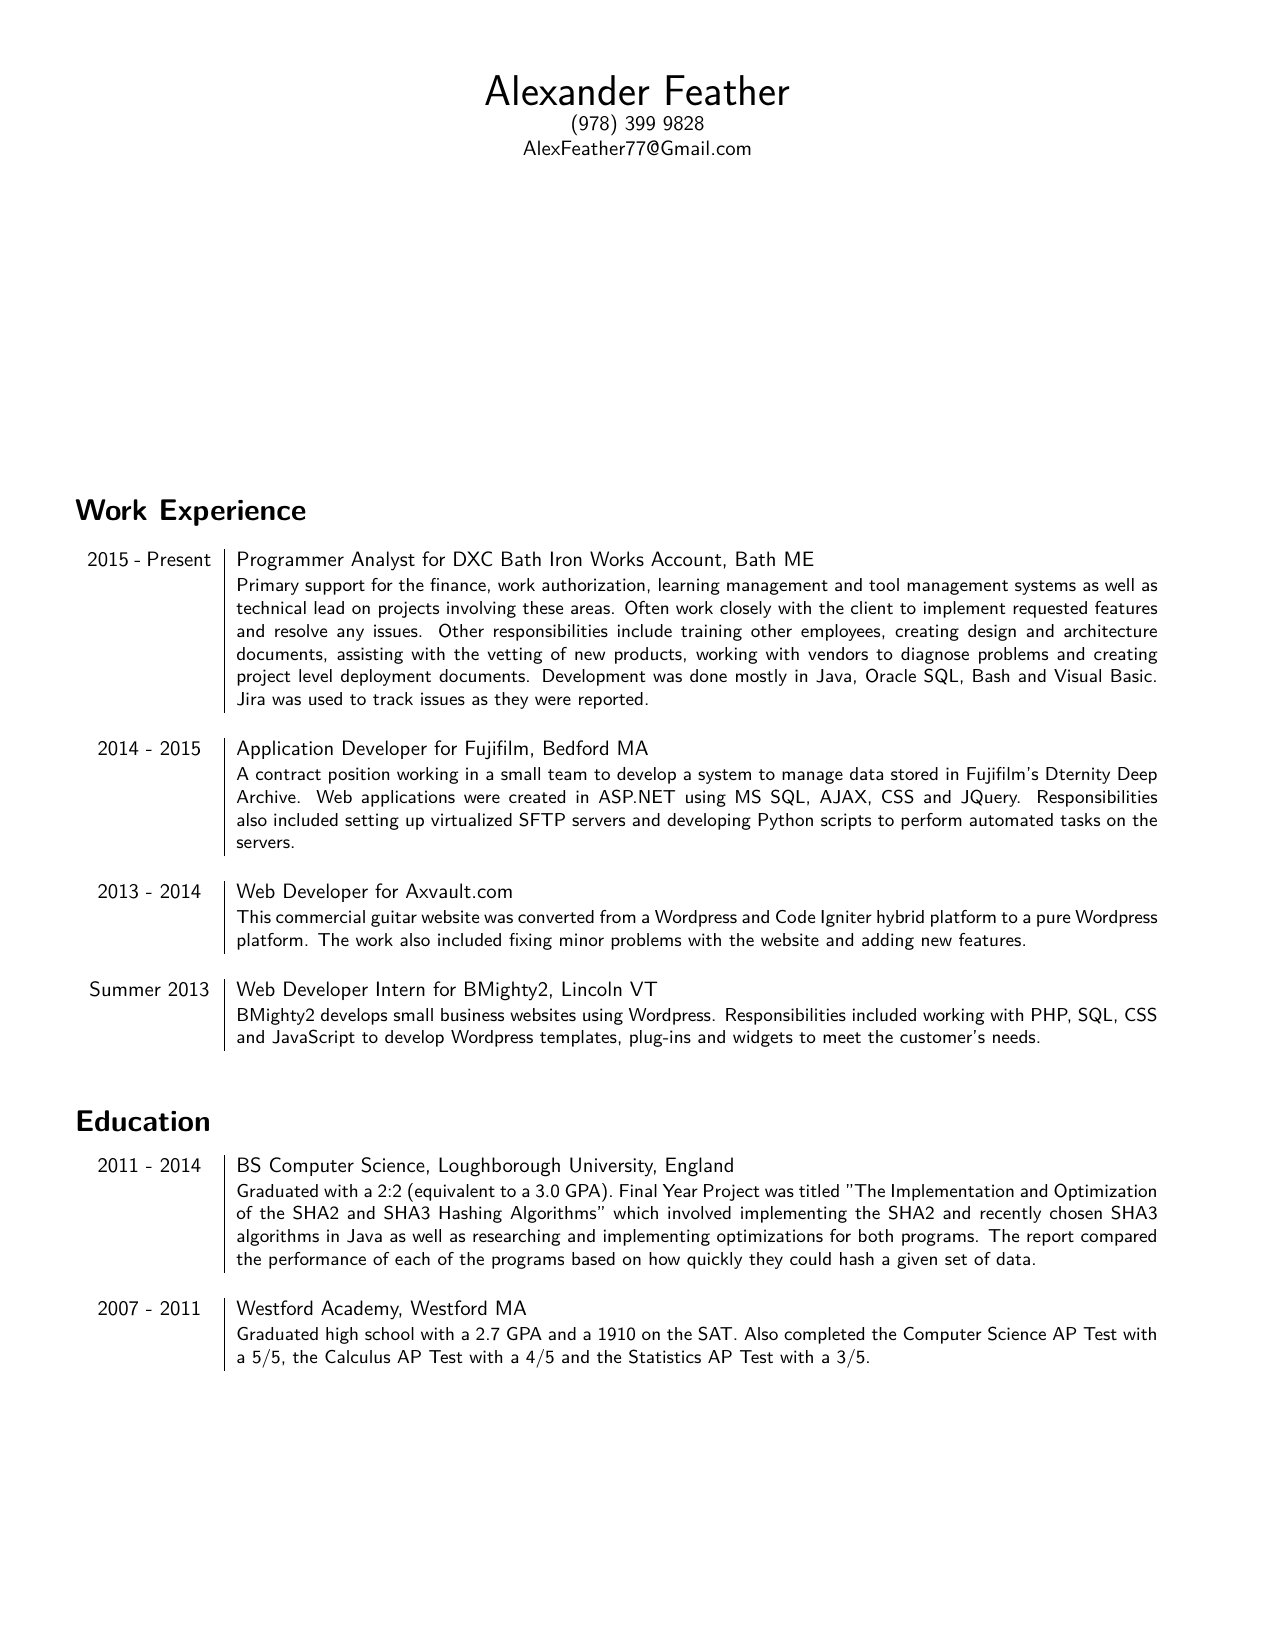 Alexander Feather
(978) 399 9828
AlexFeather77@Gmail.com
Work Experience
2015 - Present Programmer Analyst for DXC Bath Iron Works Account, Bath ME
Primary support for the finance, work authorization, learning management and tool management systems as well as
technical lead on projects involving these areas. Often work closely with the client to implement requested features
and resolve any issues. Other responsibilities include training other employees, creating design and architecture
documents, assisting with the vetting of new products, working with vendors to diagnose problems and creating
project level deployment documents. Development was done mostly in Java, Oracle SQL, Bash and Visual Basic.
Jira was used to track issues as they were reported.
2014 - 2015 Application Developer for Fujifilm, Bedford MA
A contract position working in a small team to develop a system to manage data stored in Fujifilm's Dternity Deep
Archive. Web applications were created in ASP.NET using MS SQL, AJAX, CSS and JQuery. Responsibilities
also included setting up virtualized SFTP servers and developing Python scripts to perform automated tasks on the
servers.
2013 - 2014 Web Developer for Axvault.com
This commercial guitar website was converted from a Wordpress and Code Igniter hybrid platform to a pure Wordpress
platform. The work also included fixing minor problems with the website and adding new features.
Summer 2013 Web Developer Intern for BMighty2, Lincoln VT
BMighty2 develops small business websites using Wordpress. Responsibilities included working with PHP, SQL, CSS
and JavaScript to develop Wordpress templates, plug-ins and widgets to meet the customer's needs.
Education
2011 - 2014 BS Computer Science, Loughborough University, England
Graduated with a 2:2 (equivalent to a 3.0 GPA). Final Year Project was titled "The Implementation and Optimization
of the SHA2 and SHA3 Hashing Algorithms" which involved implementing the SHA2 and recently chosen SHA3
algorithms in Java as well as researching and implementing optimizations for both programs. The report compared
the performance of each of the programs based on how quickly they could hash a given set of data.
2007 - 2011 Westford Academy, Westford MA
Graduated high school with a 2.7 GPA and a 1910 on the SAT. Also completed the Computer Science AP Test with
a 5/5, the Calculus AP Test with a 4/5 and the Statistics AP Test with a 3/5.